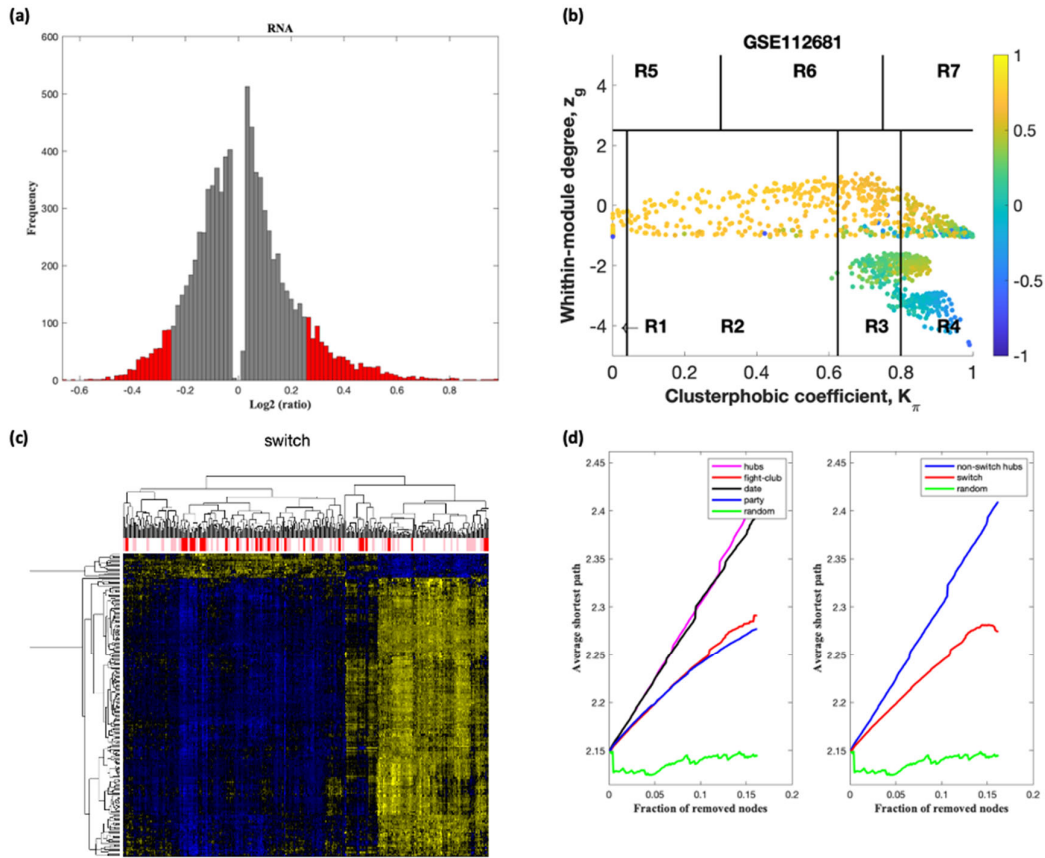 (a)
RNA
600
500
400
300
200
100
0
Frequency
-0.6
-0.4
-0.2
0
0.2
0.4
0.6
0.8
Log2 (ratio)
(b)
GSE112681
R5
R6
R7
4
2
0
-2
-4
Whithin-module degree, z_g
←
R1
R2
R3
R4
0
0.2
0.4
0.6
0.8
1
Clusterphobic coefficient, K_π
1
0.5
0
-0.5
-1
(c)
switch
(d)
2.45
2.4
2.35
2.3
2.25
2.2
2.15
Average shortest path
hubs
fight-club
date
party
random
0
0.05
0.1
0.15
0.2
Fraction of removed nodes
2.45
2.4
2.35
2.3
2.25
2.2
2.15
Average shortest path
non-switch hubs
switch
random
0
0.05
0.1
0.15
0.2
Fraction of removed nodes